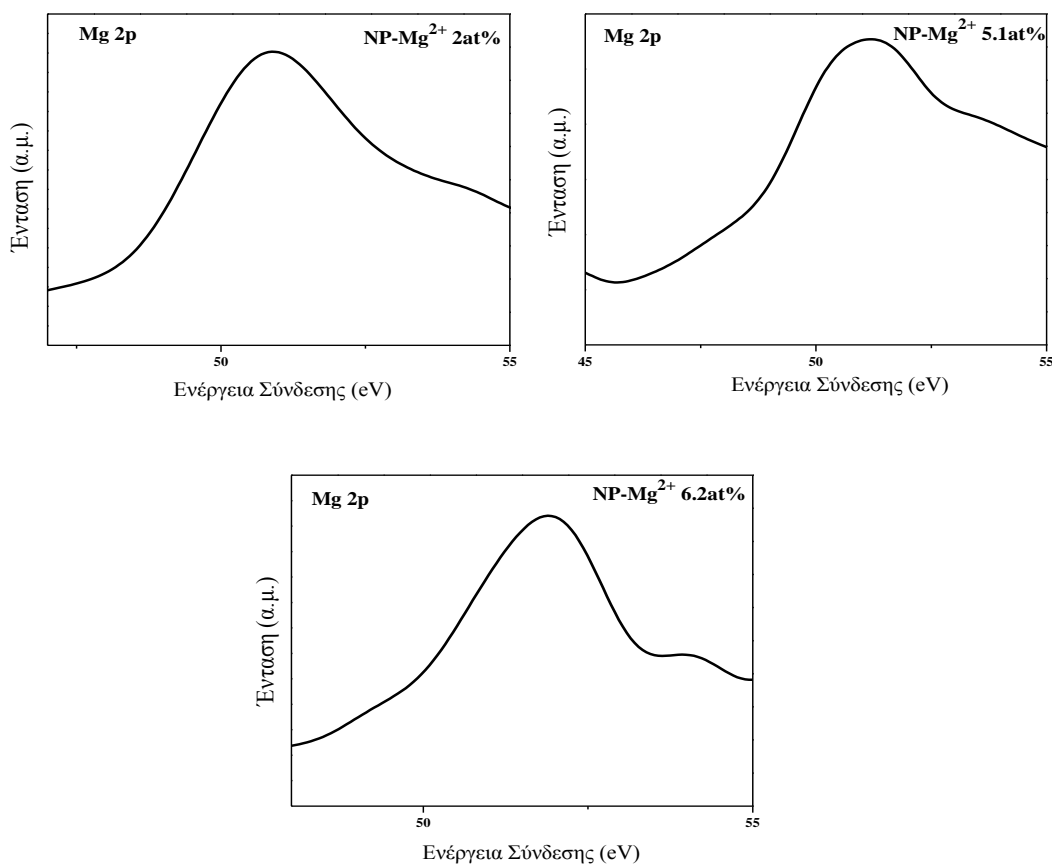 Mg 2p
NP-Mg²⁺ 2at%
Ένταση (α.μ.)
50
55
Ενέργεια Σύνδεσης (eV)
Mg 2p
NP-Mg²⁺ 5.1at%
Ένταση (α.μ.)
45
50
55
Ενέργεια Σύνδεσης (eV)
Mg 2p
NP-Mg²⁺ 6.2at%
Ένταση (α.μ.)
50
55
Ενέργεια Σύνδεσης (eV)